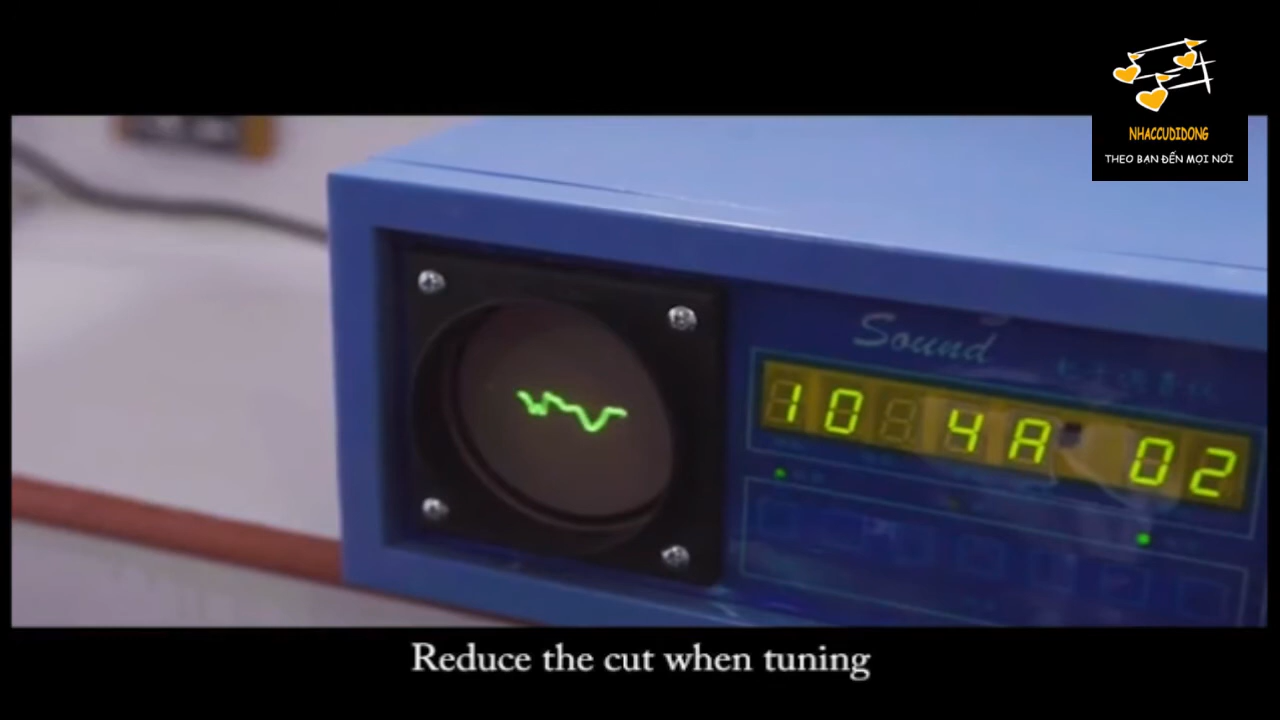 NHACCUDIDONG
THEO BẠN ĐẾN MỌI NƠI
Sound
10 4A 02
Reduce the cut when tuning